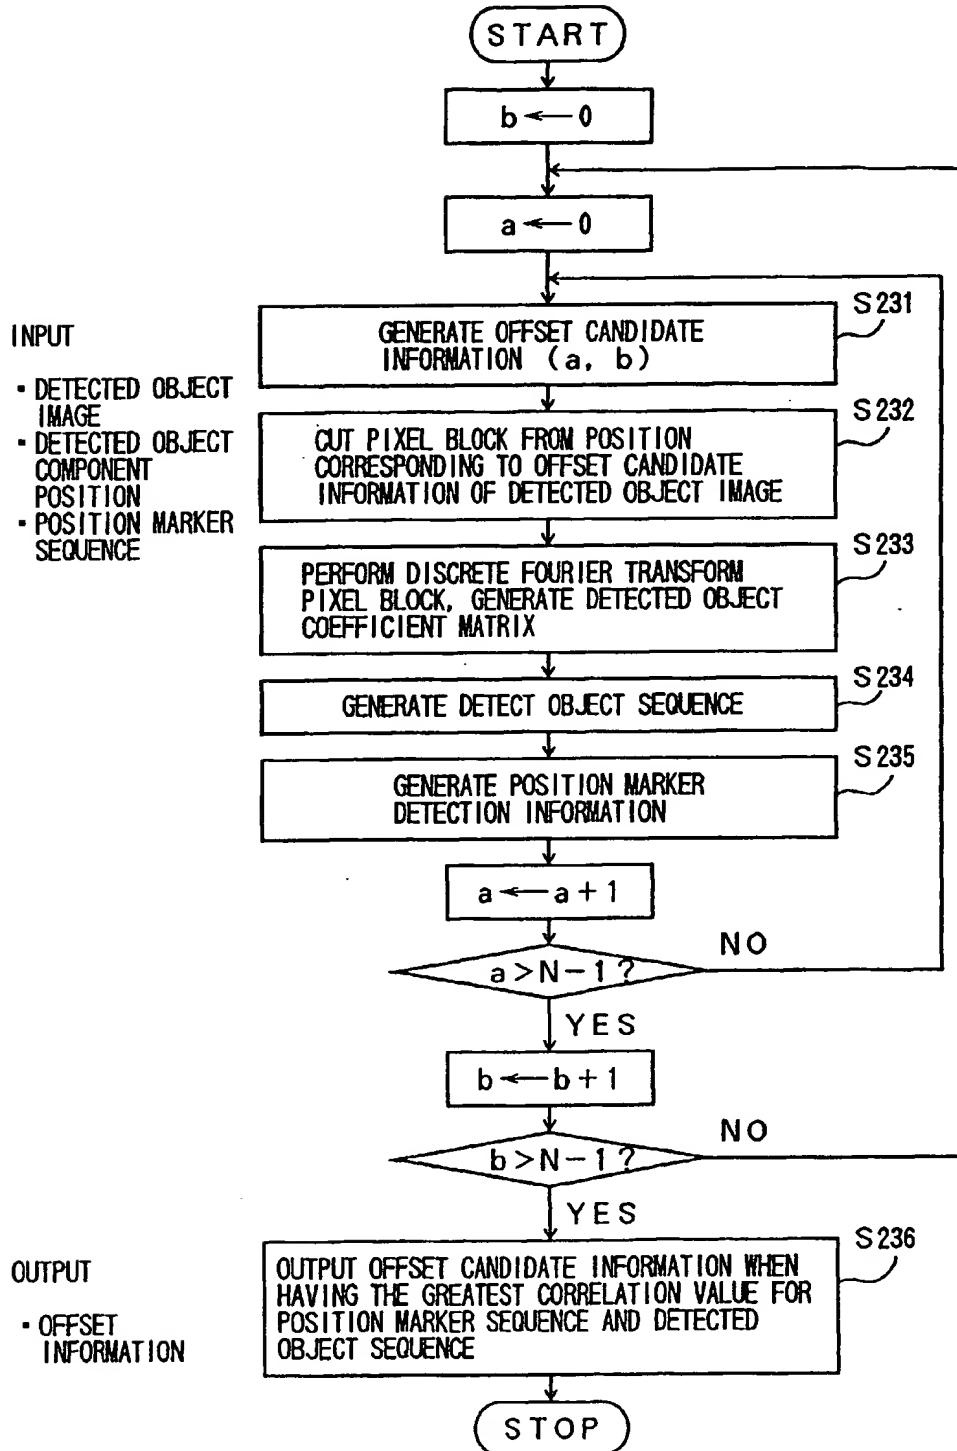 START
b ← 0
a ← 0
S231
GENERATE OFFSET CANDIDATE
INFORMATION (a, b)
INPUT
▪ DETECTED OBJECT
IMAGE
▪ DETECTED OBJECT
COMPONENT
POSITION
▪ POSITION MARKER
SEQUENCE
S232
CUT PIXEL BLOCK FROM POSITION
CORRESPONDING TO OFFSET CANDIDATE
INFORMATION OF DETECTED OBJECT IMAGE
S233
PERFORM DISCRETE FOURIER TRANSFORM
PIXEL BLOCK, GENERATE DETECTED OBJECT
COEFFICIENT MATRIX
S234
GENERATE DETECT OBJECT SEQUENCE
S235
GENERATE POSITION MARKER
DETECTION INFORMATION
a ← a + 1
a > N − 1 ?
NO
YES
b ← b + 1
b > N − 1 ?
NO
YES
S236
OUTPUT OFFSET CANDIDATE INFORMATION WHEN
HAVING THE GREATEST CORRELATION VALUE FOR
POSITION MARKER SEQUENCE AND DETECTED
OBJECT SEQUENCE
OUTPUT
▪ OFFSET
INFORMATION
STOP